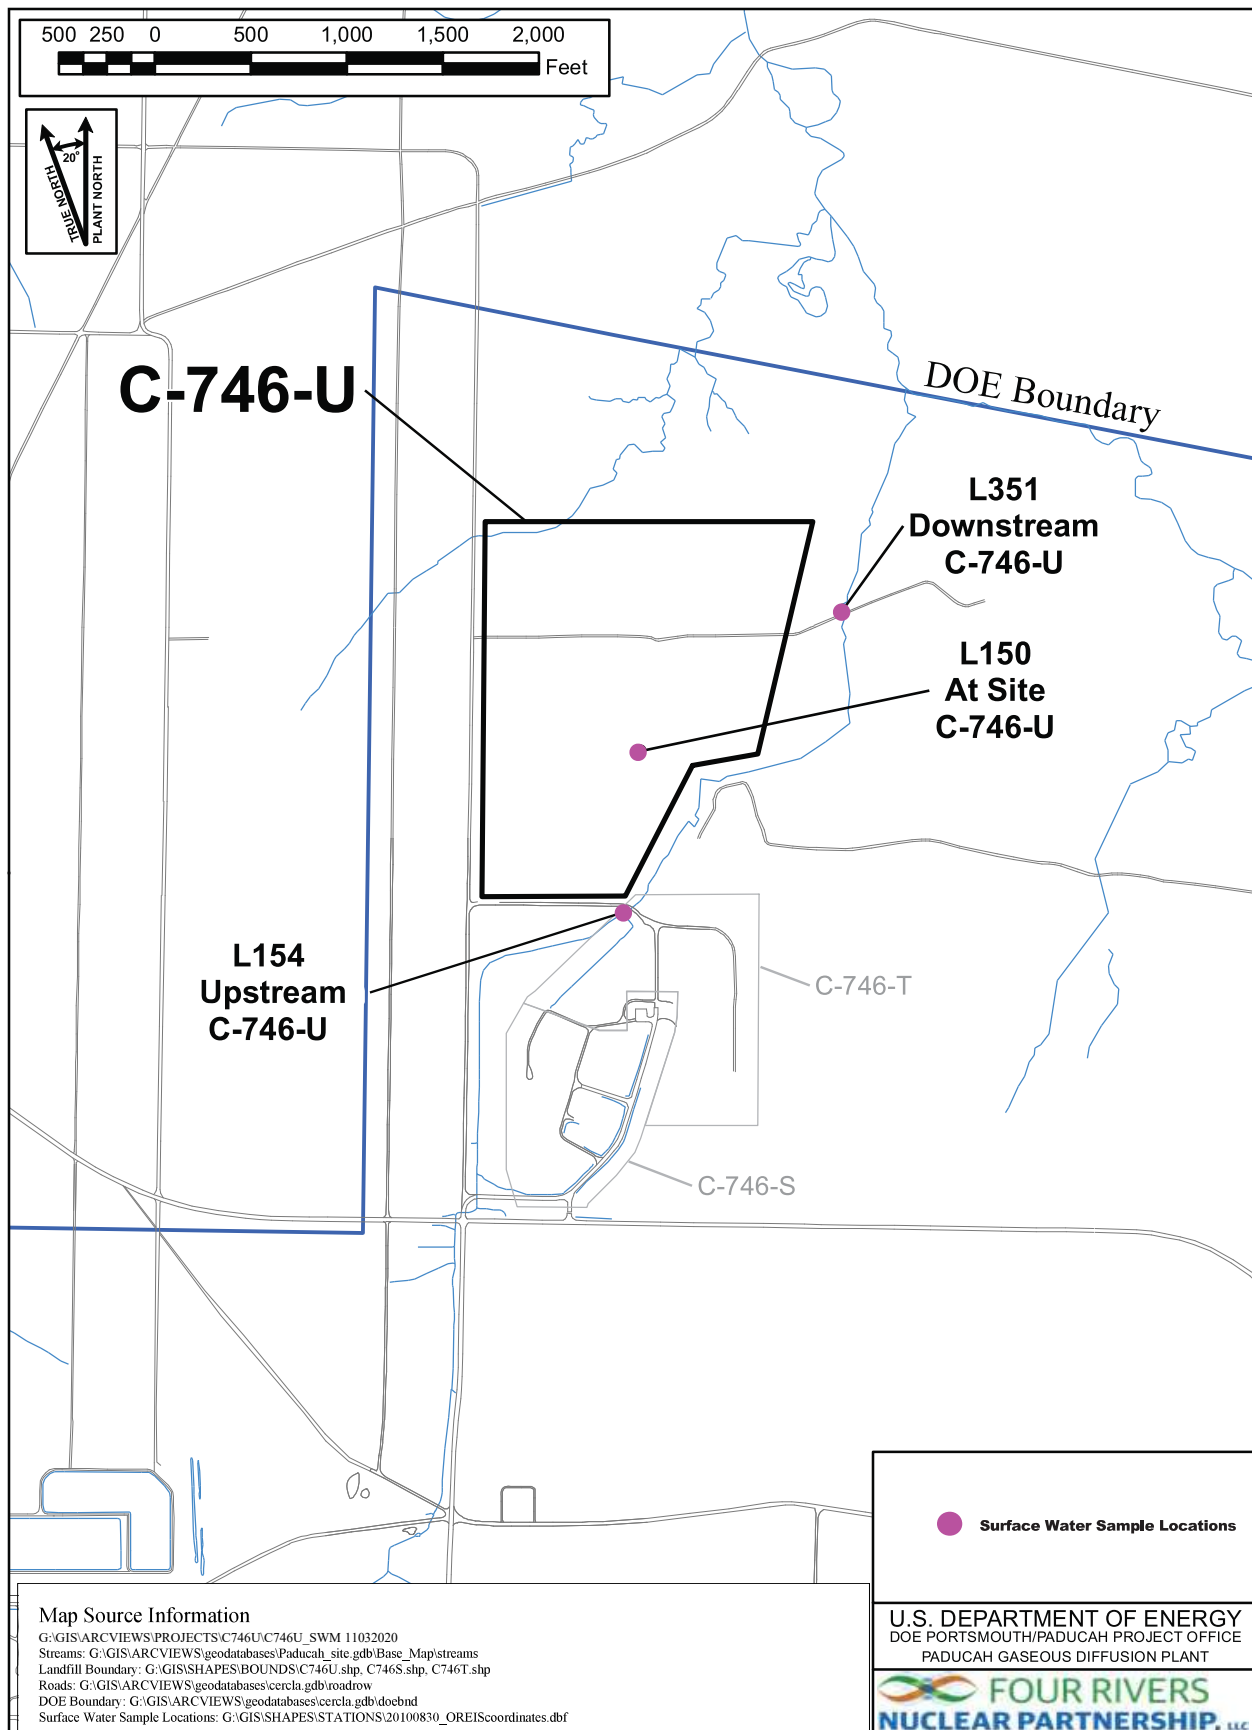 500 250 0 500 1,000 1,500 2,000
Feet
20°
TRUE NORTH
PLANT NORTH
C-746-U
DOE Boundary
L351
Downstream
C-746-U
L150
At Site
C-746-U
L154
Upstream
C-746-U
C-746-T
C-746-S
Surface Water Sample Locations
Map Source Information
G:\GIS\ARCVIEWS\PROJECTS\C746U\C746U_SWM 11032020
Streams: G:\GIS\ARCVIEWS\geodatabases\Paducah_site.gdb\Base_Map\streams
Landfill Boundary: G:\GIS\SHAPES\BOUNDS\C746U.shp, C746S.shp, C746T.shp
Roads: G:\GIS\ARCVIEWS\geodatabases\cercla.gdb\roadrow
DOE Boundary: G:\GIS\ARCVIEWS\geodatabases\cercla.gdb\doebnd
Surface Water Sample Locations: G:\GIS\SHAPES\STATIONS\20100830_OREIScoordinates.dbf
U.S. DEPARTMENT OF ENERGY
DOE PORTSMOUTH/PADUCAH PROJECT OFFICE
PADUCAH GASEOUS DIFFUSION PLANT
FOUR RIVERS
NUCLEAR PARTNERSHIP, LLC